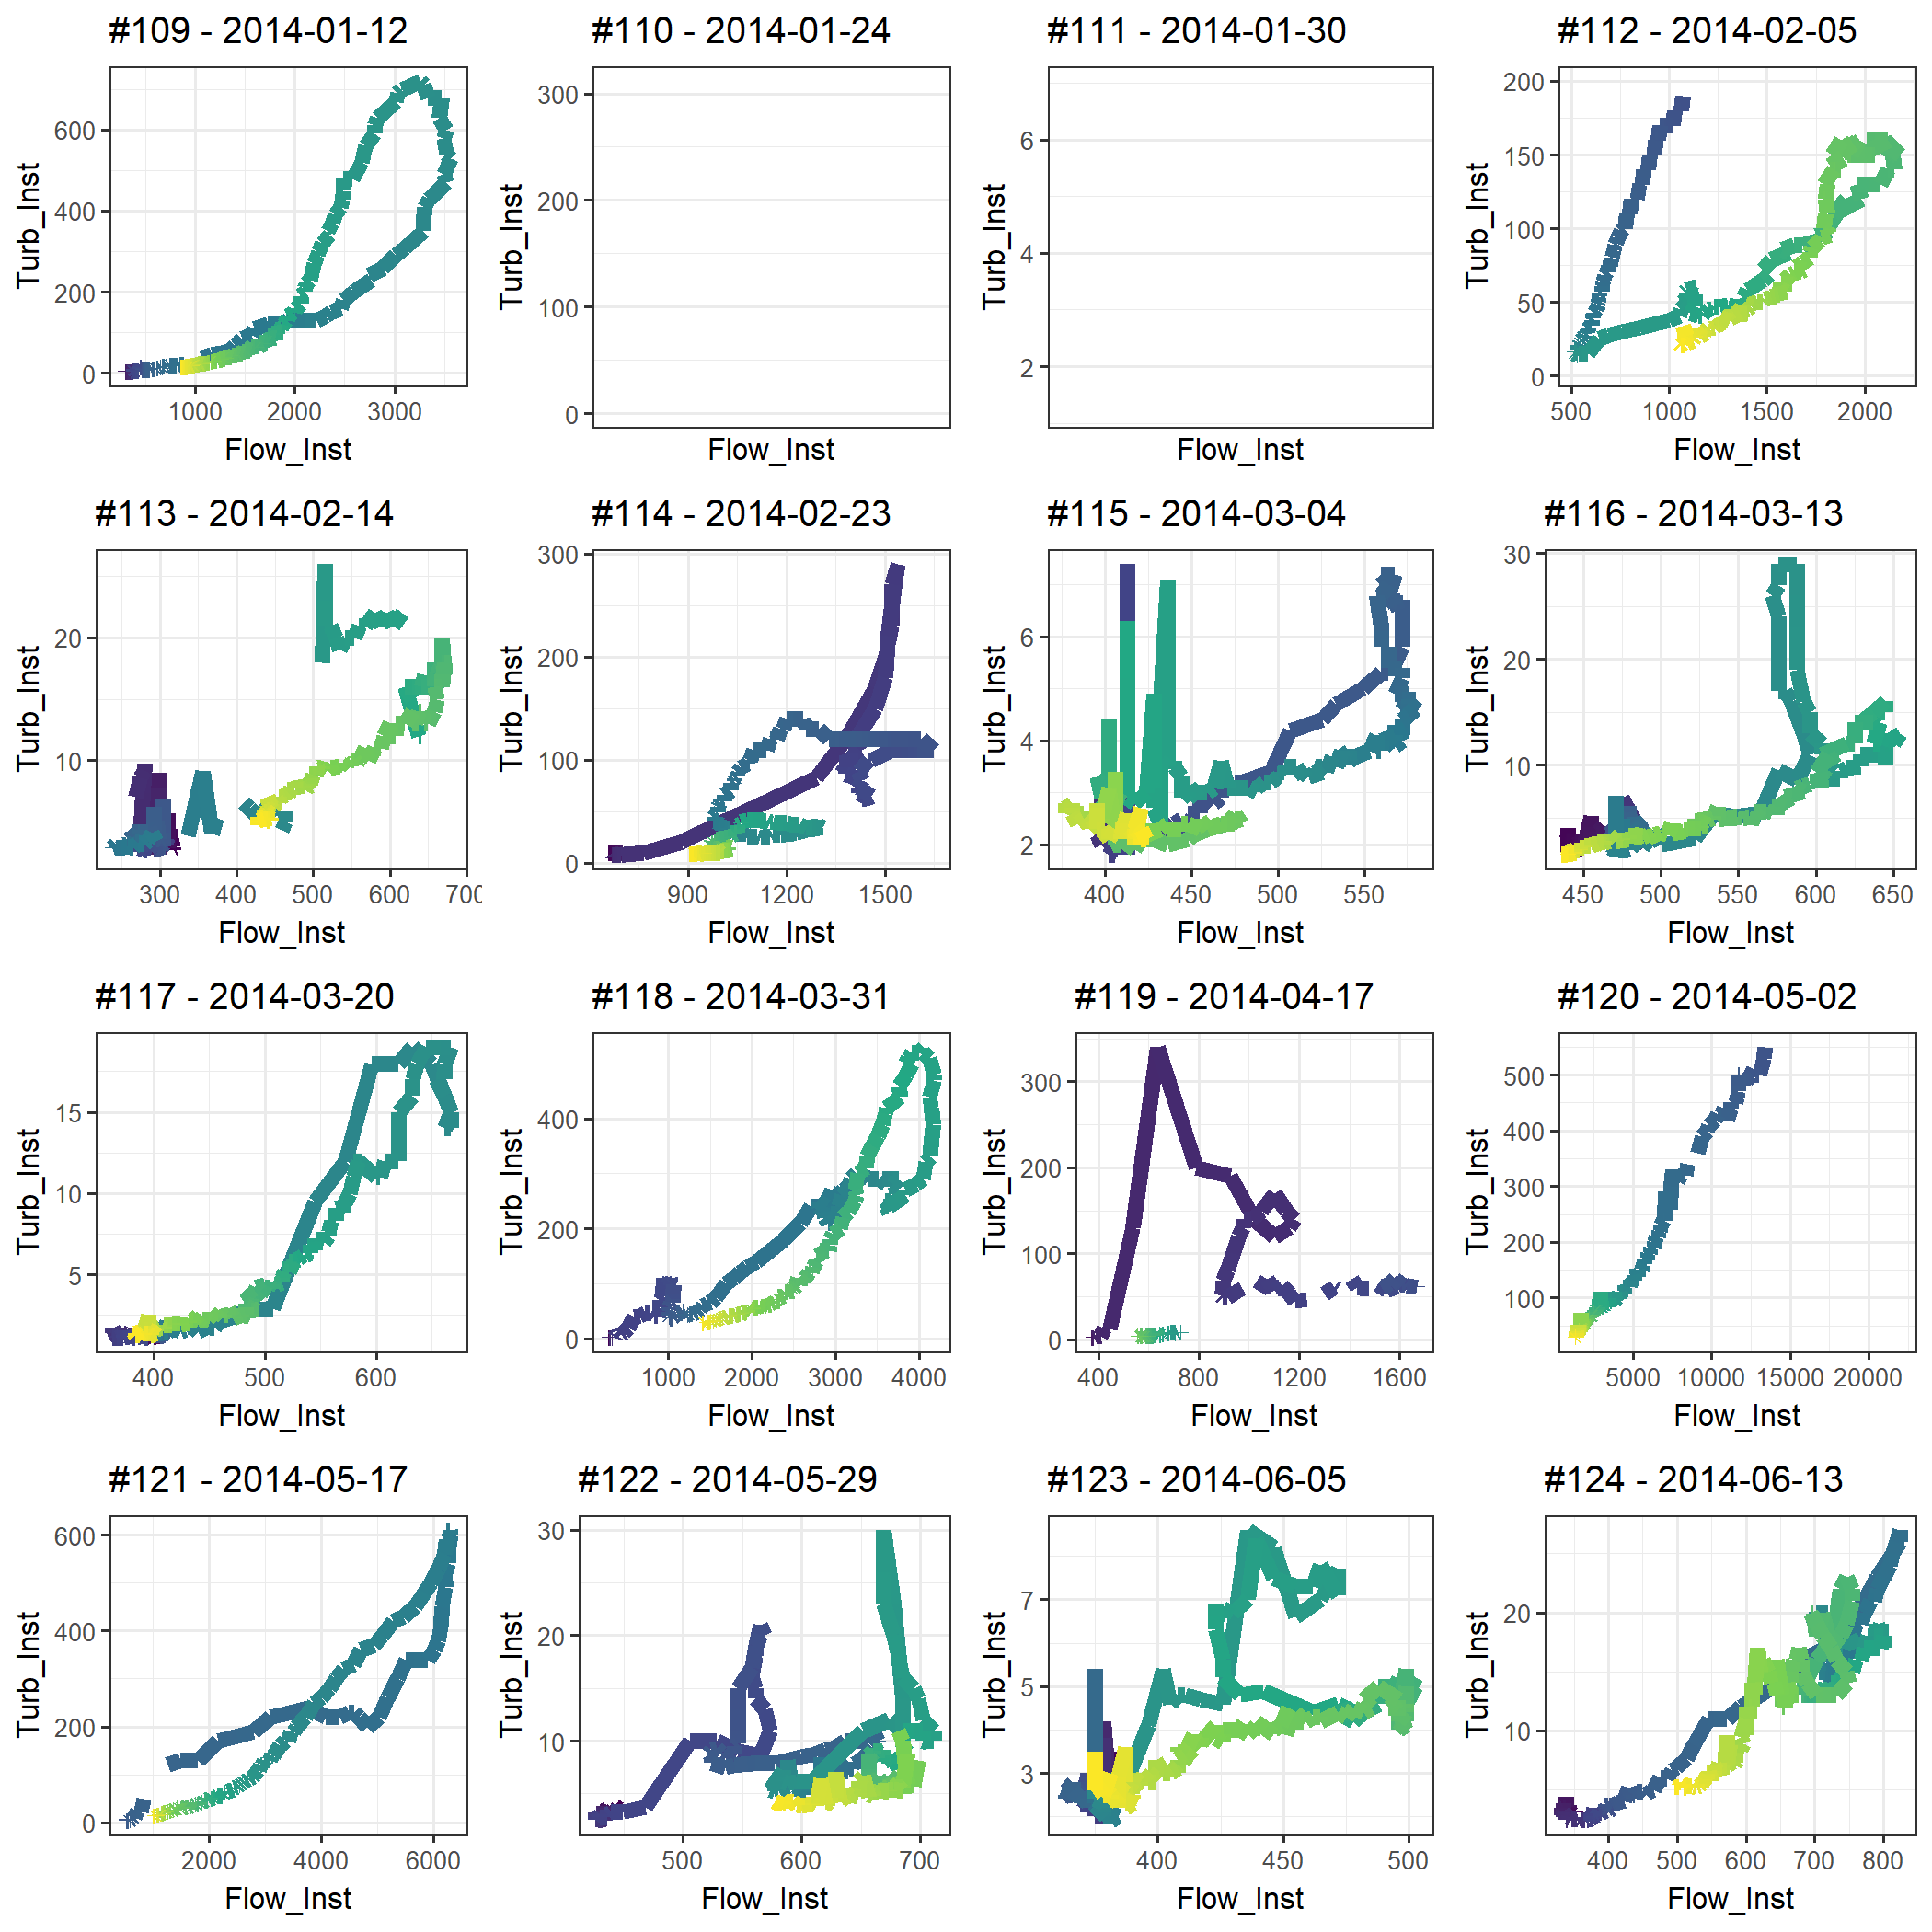 #109 - 2014-01-12
#110 - 2014-01-24
#111 - 2014-01-30
#112 - 2014-02-05
Turb_Inst
600
400
200
0
1000 2000 3000
Flow_Inst
Turb_Inst
300
200
100
0
Flow_Inst
Turb_Inst
6
4
2
Flow_Inst
Turb_Inst
200
150
100
50
0
500 1000 1500 2000
Flow_Inst
#113 - 2014-02-14
#114 - 2014-02-23
#115 - 2014-03-04
#116 - 2014-03-13
Turb_Inst
20
10
300 400 500 600 700
Flow_Inst
Turb_Inst
300
200
100
0
900 1200 1500
Flow_Inst
Turb_Inst
6
4
2
400 450 500 550
Flow_Inst
Turb_Inst
30
20
10
450 500 550 600 650
Flow_Inst
#117 - 2014-03-20
#118 - 2014-03-31
#119 - 2014-04-17
#120 - 2014-05-02
Turb_Inst
15
10
5
400 500 600
Flow_Inst
Turb_Inst
400
200
0
1000 2000 3000 4000
Flow_Inst
Turb_Inst
300
200
100
0
400 800 1200 1600
Flow_Inst
Turb_Inst
500
400
300
200
100
5000 10000 15000 20000
Flow_Inst
#121 - 2014-05-17
#122 - 2014-05-29
#123 - 2014-06-05
#124 - 2014-06-13
Turb_Inst
600
400
200
0
2000 4000 6000
Flow_Inst
Turb_Inst
30
20
10
500 600 700
Flow_Inst
Turb_Inst
7
5
3
400 450 500
Flow_Inst
Turb_Inst
20
10
400 500 600 700 800
Flow_Inst